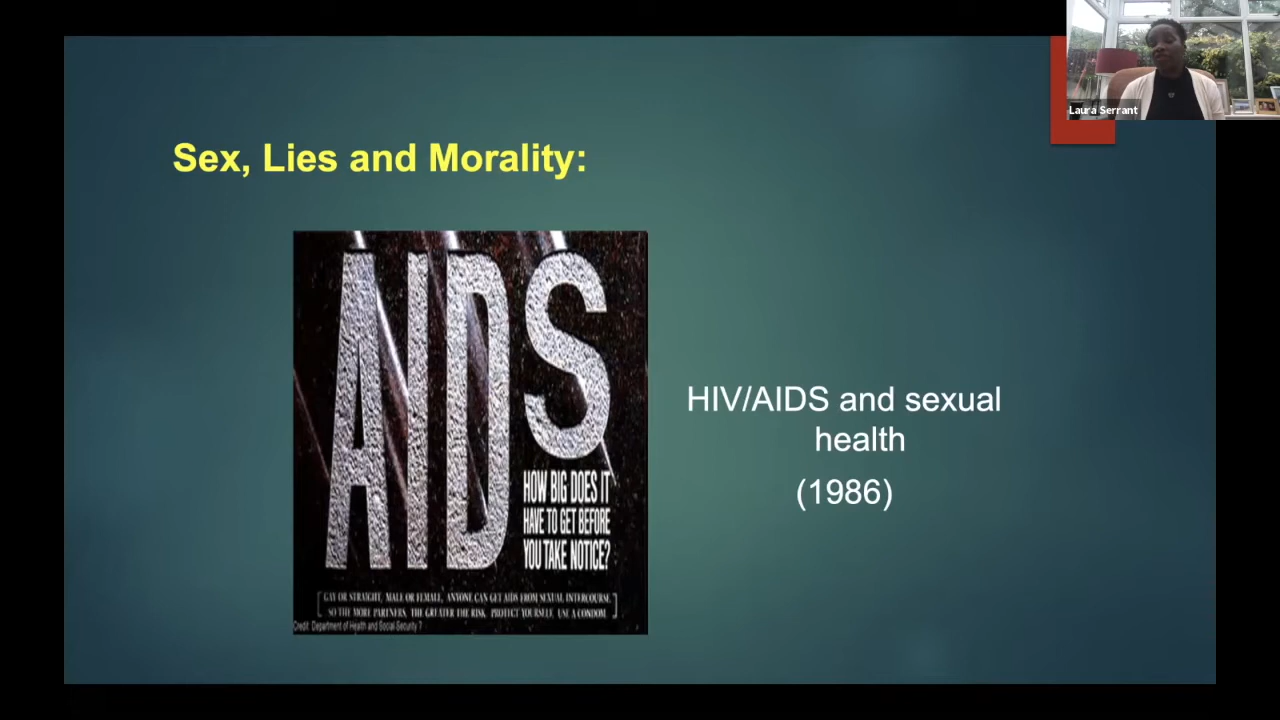 Laura Serrant
Sex, Lies and Morality:
AIDS
HOW BIG DOES IT
HAVE TO GET BEFORE
YOU TAKE NOTICE?
GAY OR STRAIGHT, MALE OR FEMALE, ANYONE CAN GET AIDS FROM SEXUAL INTERCOURSE.
SO THE MORE PARTNERS, THE GREATER THE RISK. PROTECT YOURSELF. USE A CONDOM.
Credit: Department of Health and Social Security 7
HIV/AIDS and sexual
health
(1986)